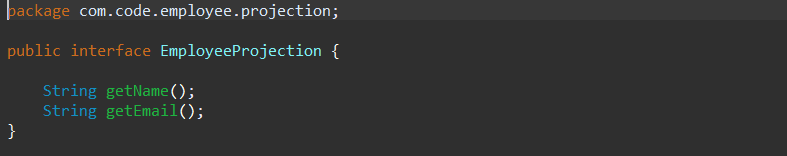 package com.code.employee.projection;
public interface EmployeeProjection {
String getName();
String getEmail();
}